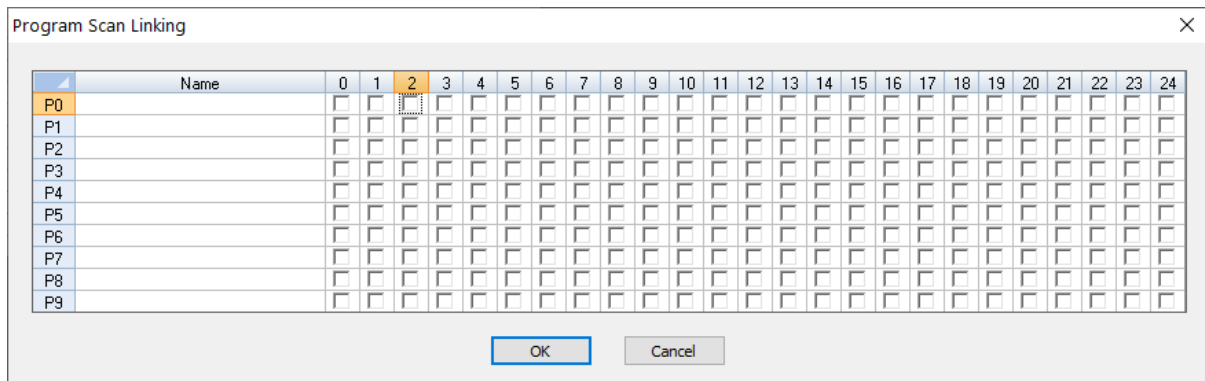 Program Scan Linking
Name 0 1 2 3 4 5 6 7 8 9 10 11 12 13 14 15 16 17 18 19 20 21 22 23 24
P0
P1
P2
P3
P4
P5
P6
P7
P8
P9
OK Cancel